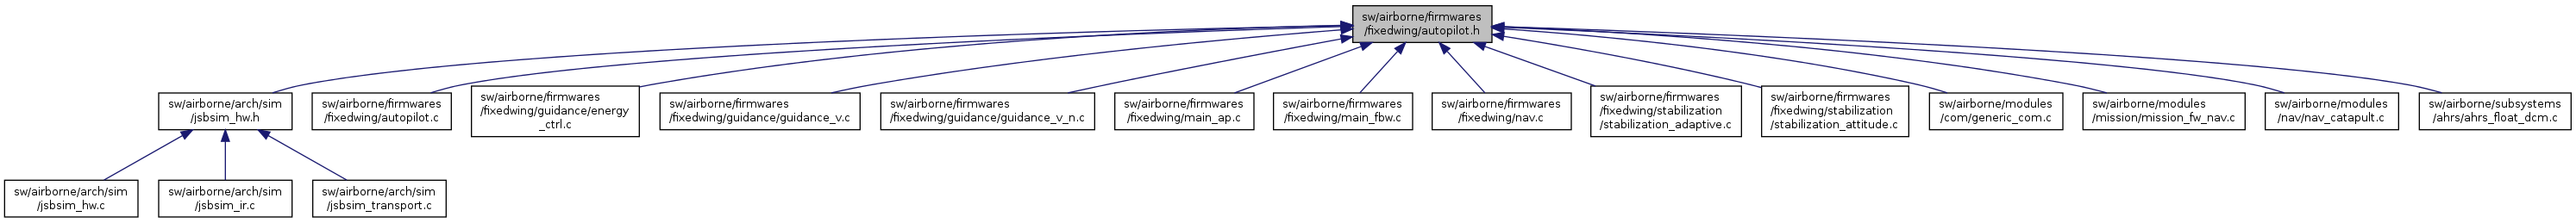 sw/airborne/firmwares
/fixedwing/autopilot.h
sw/airborne/arch/sim
/jsbsim_hw.h
sw/airborne/firmwares
/fixedwing/autopilot.c
sw/airborne/firmwares
/fixedwing/guidance/energy
_ctrl.c
sw/airborne/firmwares
/fixedwing/guidance/guidance_v.c
sw/airborne/firmwares
/fixedwing/guidance/guidance_v_n.c
sw/airborne/firmwares
/fixedwing/main_ap.c
sw/airborne/firmwares
/fixedwing/main_fbw.c
sw/airborne/firmwares
/fixedwing/nav.c
sw/airborne/firmwares
/fixedwing/stabilization
/stabilization_adaptive.c
sw/airborne/firmwares
/fixedwing/stabilization
/stabilization_attitude.c
sw/airborne/modules
/com/generic_com.c
sw/airborne/modules
/mission/mission_fw_nav.c
sw/airborne/modules
/nav/nav_catapult.c
sw/airborne/subsystems
/ahrs/ahrs_float_dcm.c
sw/airborne/arch/sim
/jsbsim_hw.c
sw/airborne/arch/sim
/jsbsim_ir.c
sw/airborne/arch/sim
/jsbsim_transport.c